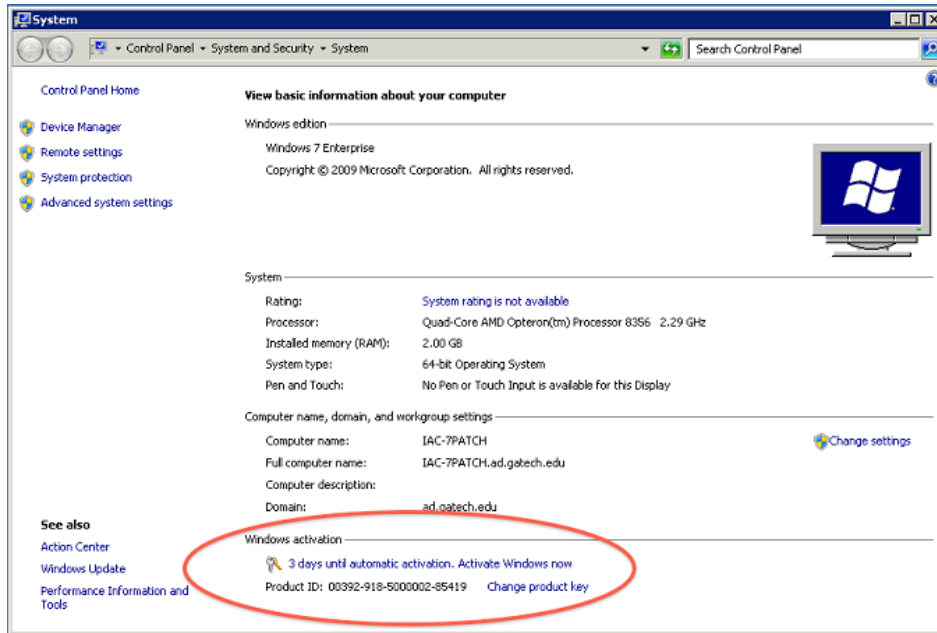 System
Control Panel System and Security System
Search Control Panel
Control Panel Home
Device Manager
Remote settings
System protection
Advanced system settings
View basic information about your computer
Windows edition
Windows 7 Enterprise
Copyright © 2009 Microsoft Corporation. All rights reserved.
System
Rating: System rating is not available
Processor: Quad-Core AMD Opteron(tm) Processor 8356 2.29 GHz
Installed memory (RAM): 2.00 GB
System type: 64-bit Operating System
Pen and Touch: No Pen or Touch Input is available for this Display
Computer name, domain, and workgroup settings
Computer name: IAC-7PATCH
Change settings
Full computer name: IAC-7PATCH.ad.gatech.edu
Computer description:
Domain: ad.gatech.edu
Windows activation
3 days until automatic activation. Activate Windows now
Product ID: 00392-918-5000002-85419 Change product key
See also
Action Center
Windows Update
Performance Information and
Tools